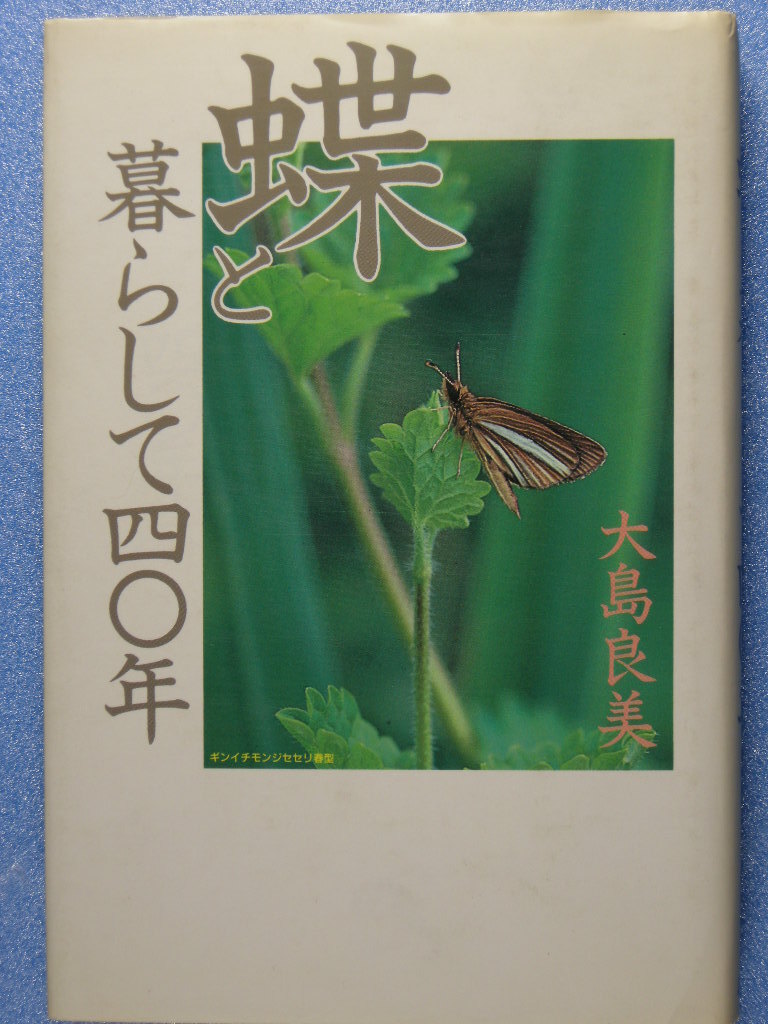 蝶と
暮らして四〇年
大島良美
ギンイチモンジセセリ春型